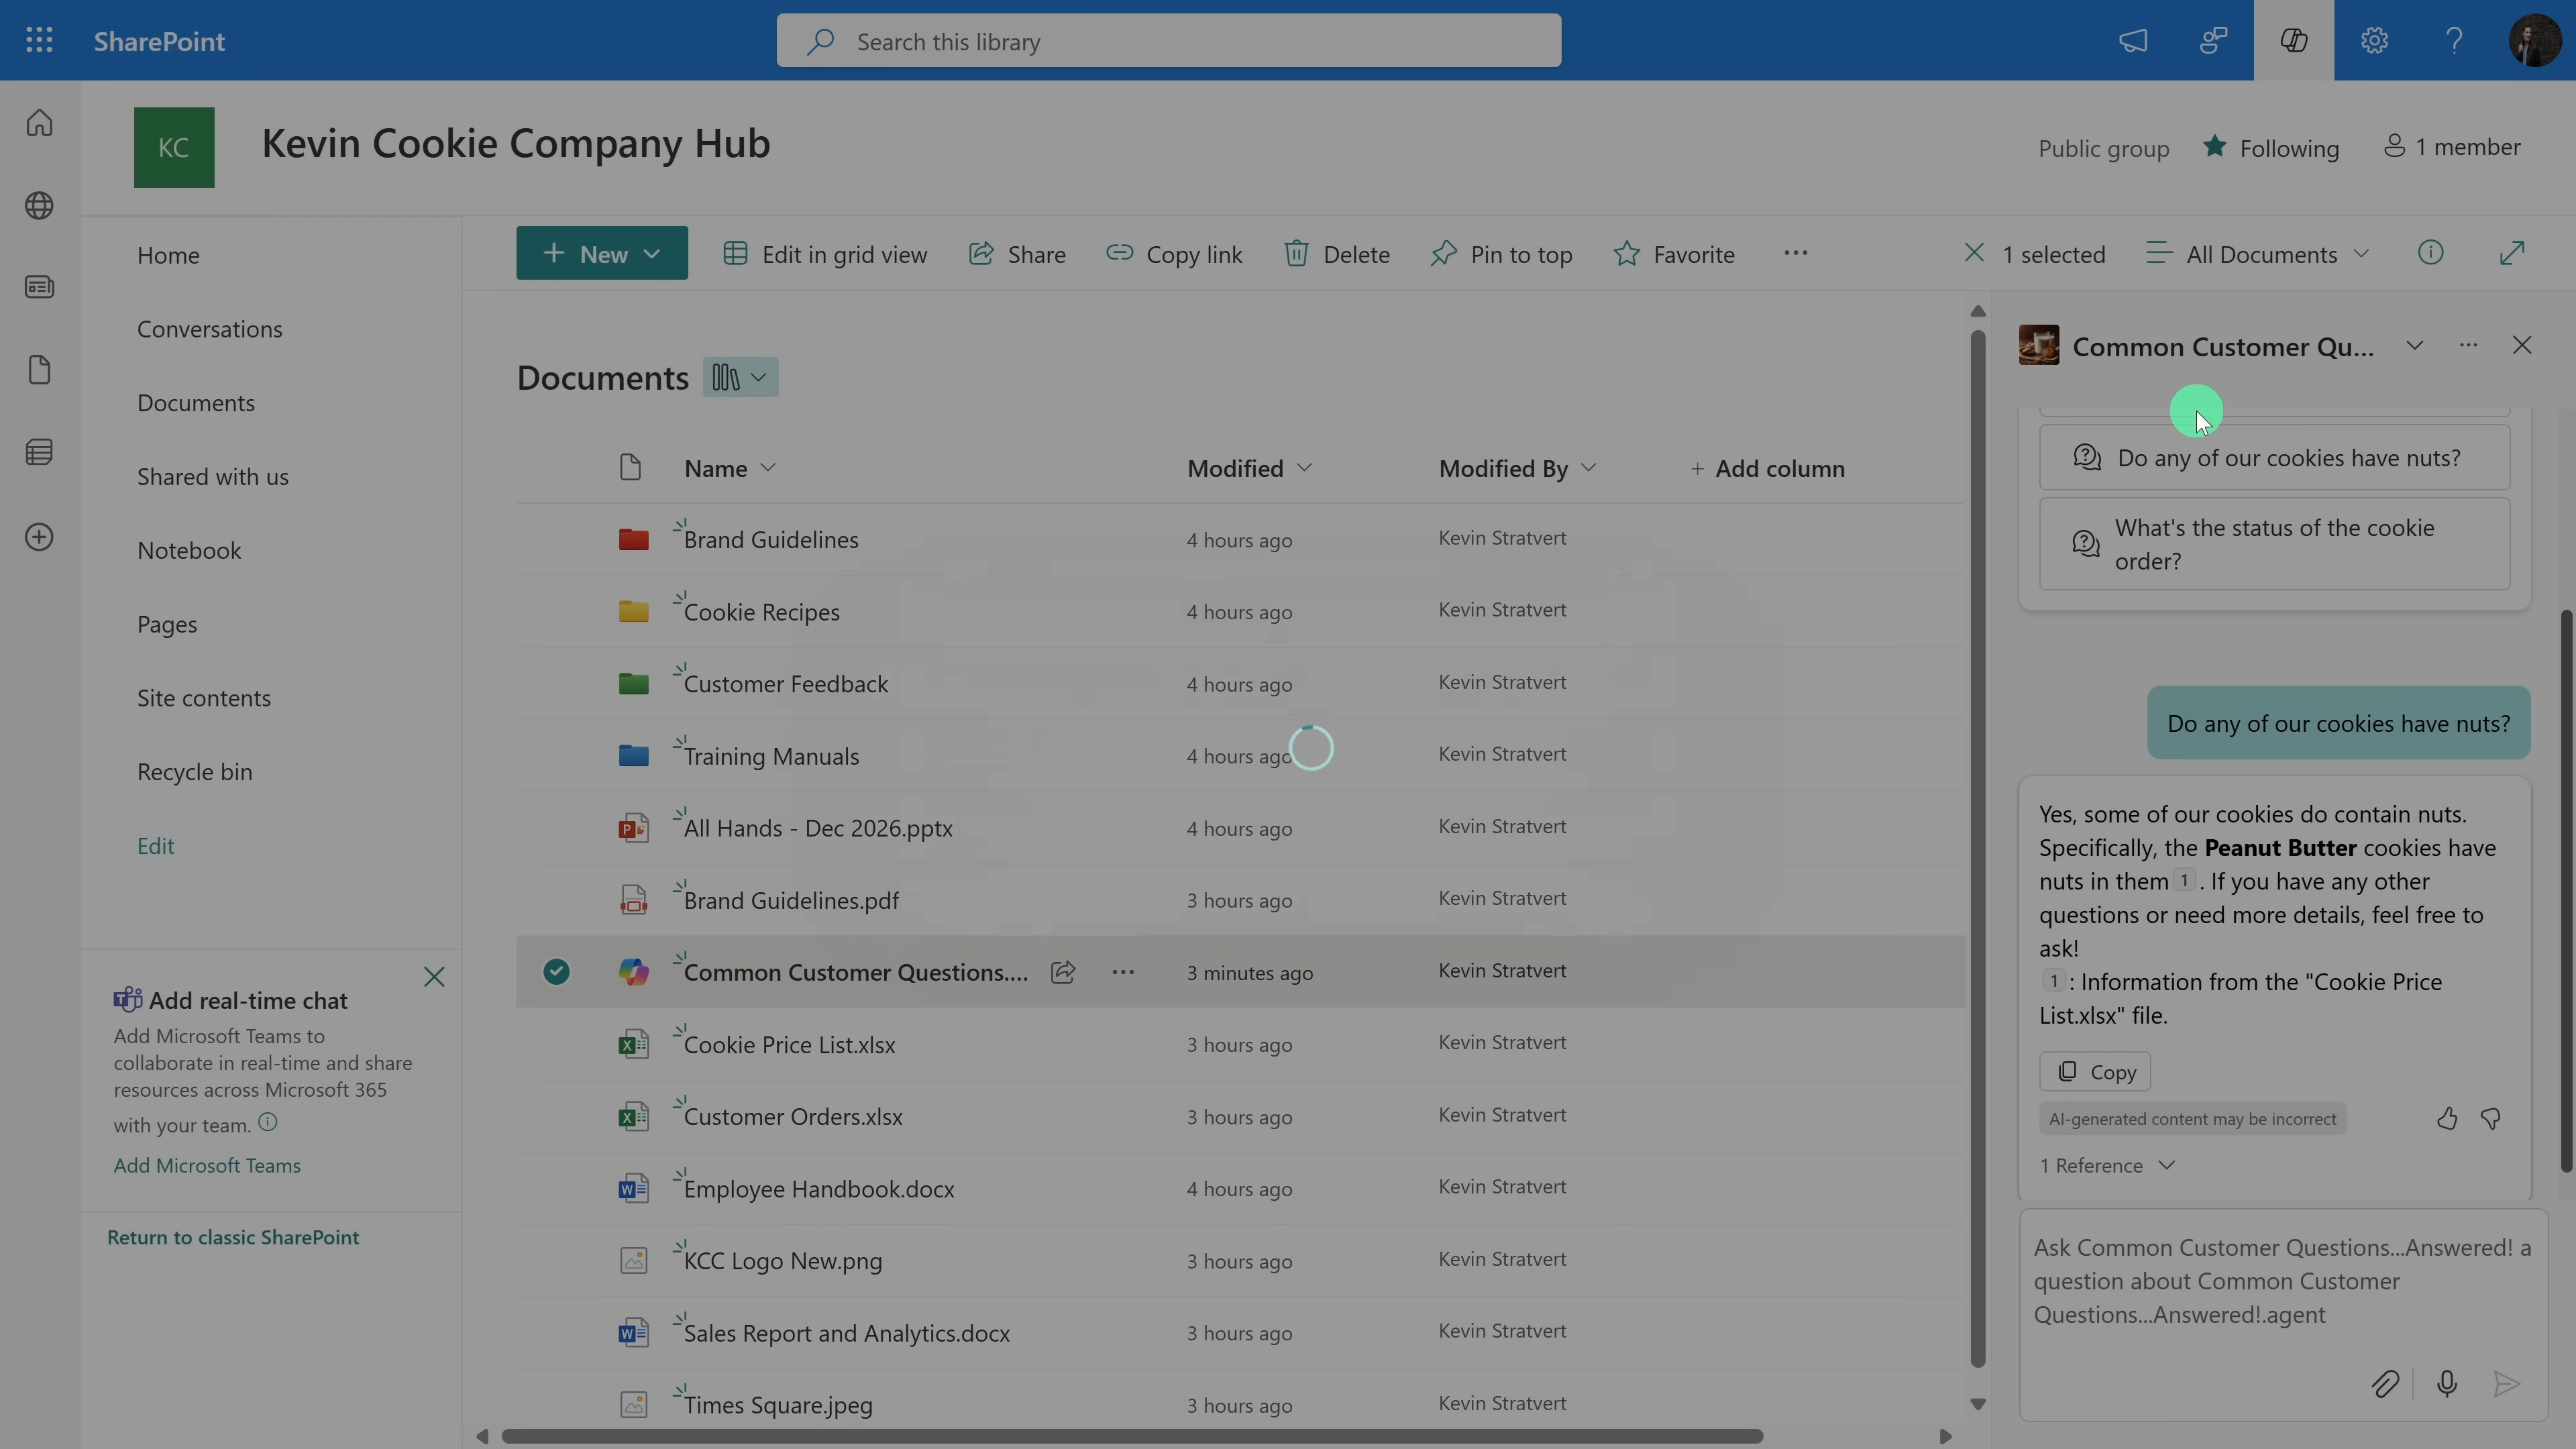 SharePoint
Search this library
KC
Kevin Cookie Company Hub
Public group
Following
1 member
Home
Conversations
Documents
Shared with us
Notebook
Pages
Site contents
Recycle bin
Edit
Add real-time chat
Add Microsoft Teams to
collaborate in real-time and share
resources across Microsoft 365
with your team.
Add Microsoft Teams
Return to classic SharePoint
+ New
Edit in grid view
Share
Copy link
Delete
Pin to top
Favorite
...
1 selected
All Documents
Documents
Name Modified Modified By + Add column
Brand Guidelines 4 hours ago Kevin Stratvert
Cookie Recipes 4 hours ago Kevin Stratvert
Customer Feedback 4 hours ago Kevin Stratvert
Training Manuals 4 hours ago Kevin Stratvert
All Hands - Dec 2026.pptx 4 hours ago Kevin Stratvert
Brand Guidelines.pdf 3 hours ago Kevin Stratvert
Common Customer Questions.... 3 minutes ago Kevin Stratvert
Cookie Price List.xlsx 3 hours ago Kevin Stratvert
Customer Orders.xlsx 3 hours ago Kevin Stratvert
Employee Handbook.docx 4 hours ago Kevin Stratvert
KCC Logo New.png 3 hours ago Kevin Stratvert
Sales Report and Analytics.docx 3 hours ago Kevin Stratvert
Times Square.jpeg 3 hours ago Kevin Stratvert
Common Customer Qu...
Do any of our cookies have nuts?
What's the status of the cookie
order?
Do any of our cookies have nuts?
Yes, some of our cookies do contain nuts.
Specifically, the Peanut Butter cookies have
nuts in them 1 . If you have any other
questions or need more details, feel free to
ask!
1 : Information from the "Cookie Price
List.xlsx" file.
Copy
AI-generated content may be incorrect
1 Reference
Ask Common Customer Questions...Answered! a
question about Common Customer
Questions...Answered!.agent